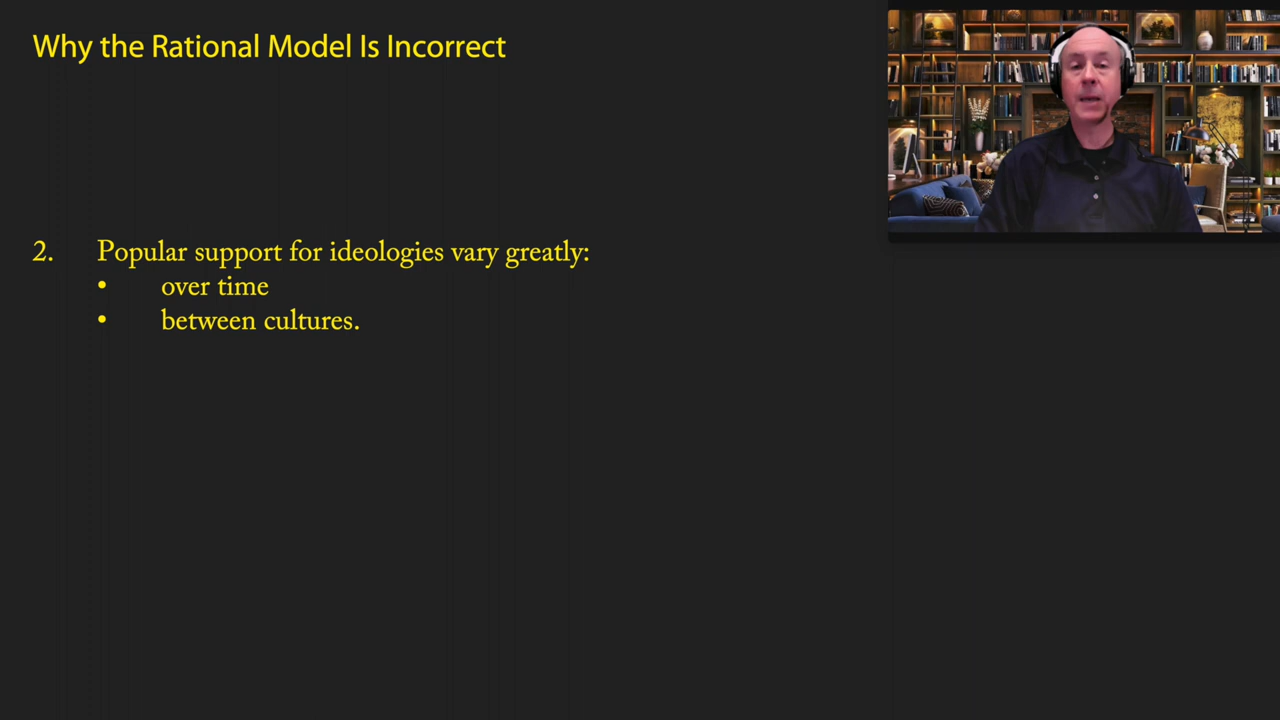 Why the Rational Model Is Incorrect
2. Popular support for ideologies vary greatly:
• over time
• between cultures.